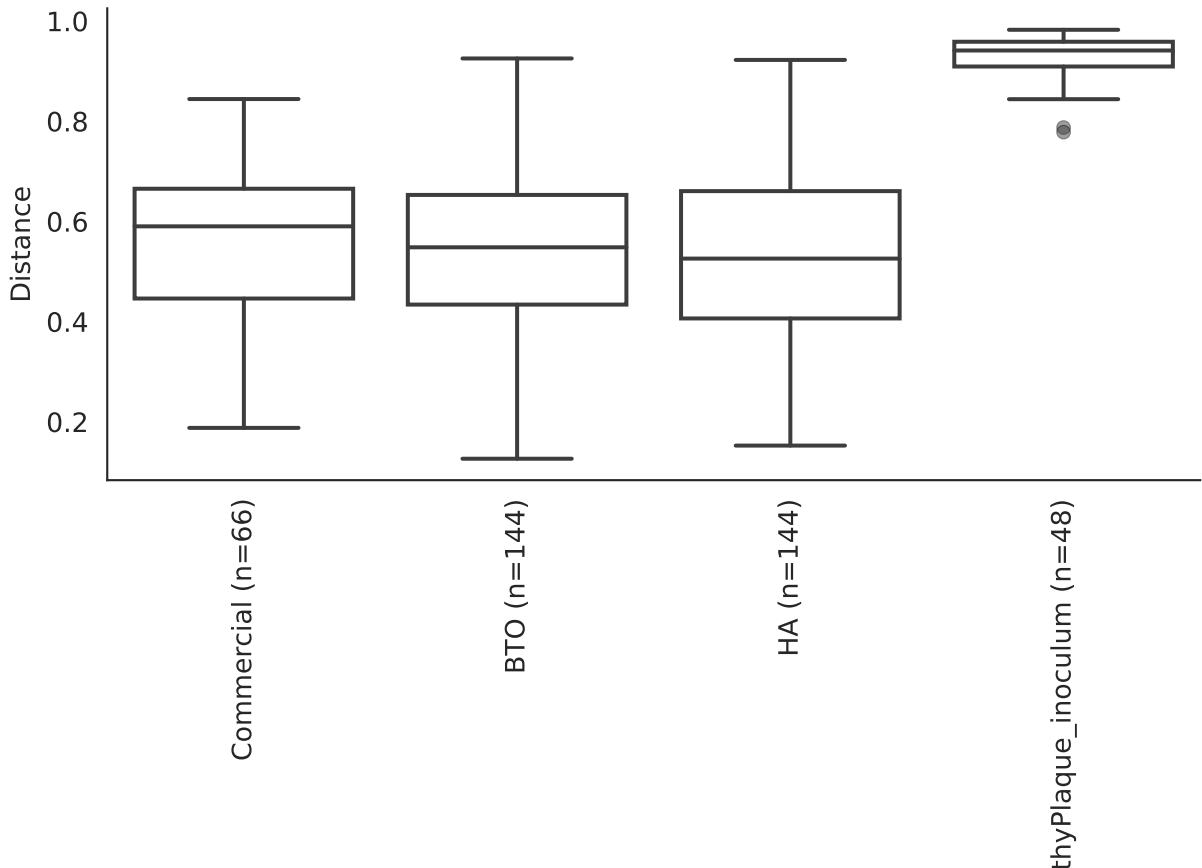 1.0
0.8
0.6
0.4
0.2
Distance
Commercial (n=66)
BTO (n=144)
HA (n=144)
thyPlaque_inoculum (n=48)